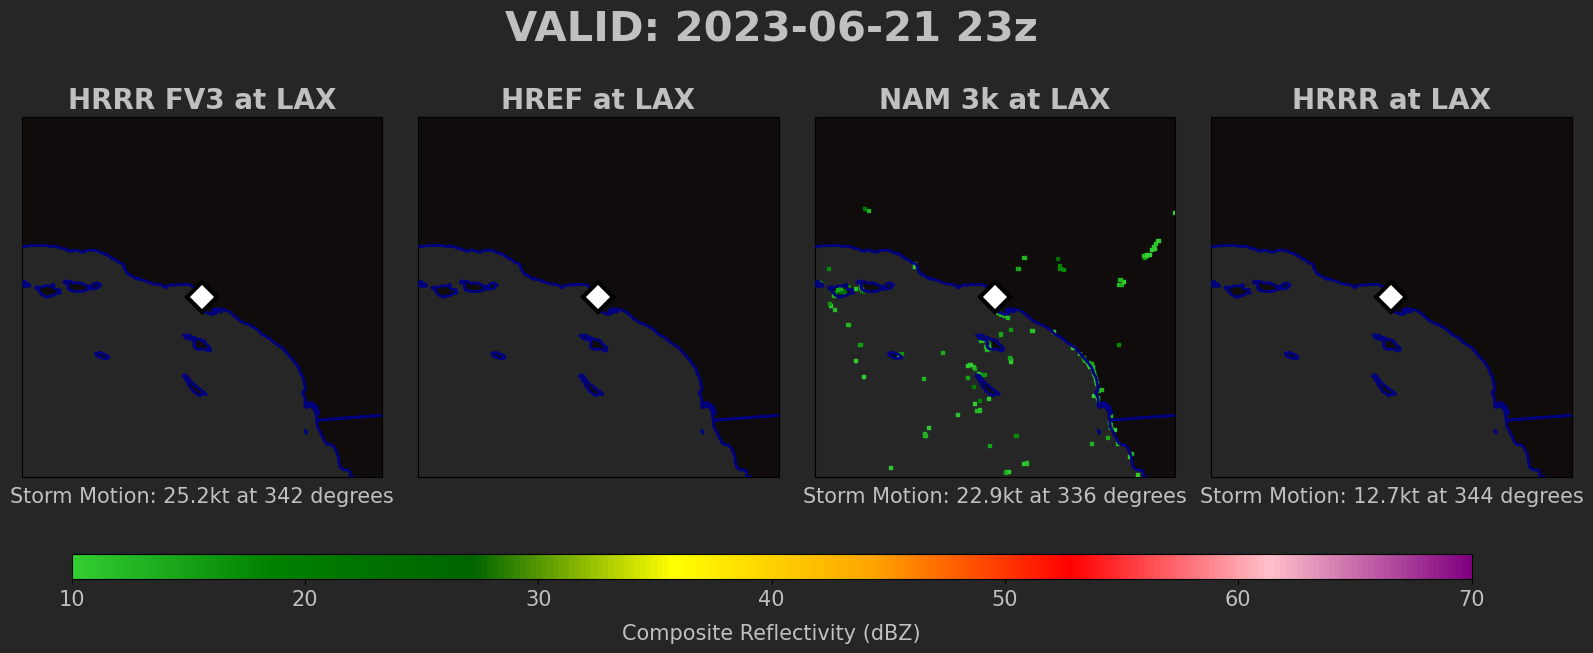 VALID: 2023-06-21 23z
HRRR FV3 at LAX
HREF at LAX
NAM 3k at LAX
HRRR at LAX
Storm Motion: 25.2kt at 342 degrees
Storm Motion: 22.9kt at 336 degrees
Storm Motion: 12.7kt at 344 degrees
10 20 30 40 50 60 70
Composite Reflectivity (dBZ)